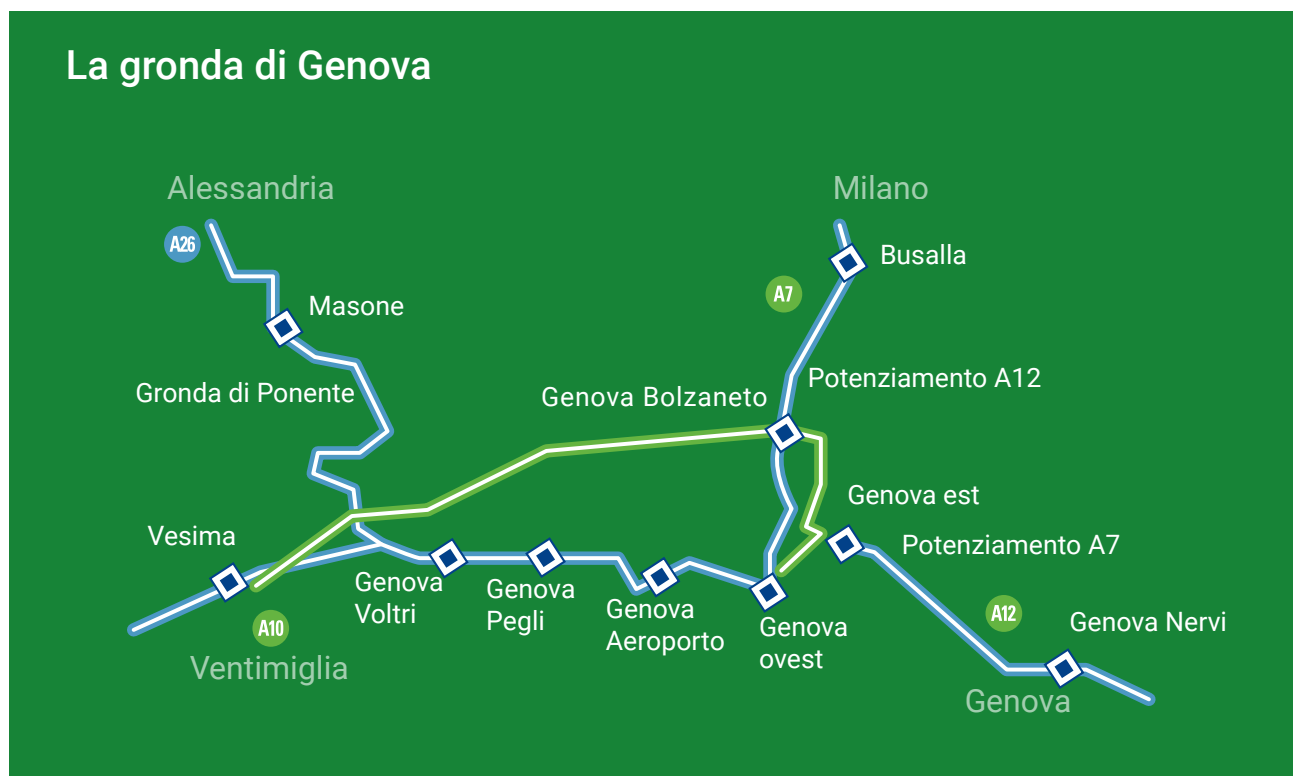 La gronda di Genova
Alessandria
Milano
A26
Busalla
A7
Masone
Potenziamento A12
Gronda di Ponente
Genova Bolzaneto
Genova est
Vesima
Potenziamento A7
Genova
Voltri
Genova
Pegli
Genova
Aeroporto
Genova
ovest
A10
A12
Genova Nervi
Ventimiglia
Genova